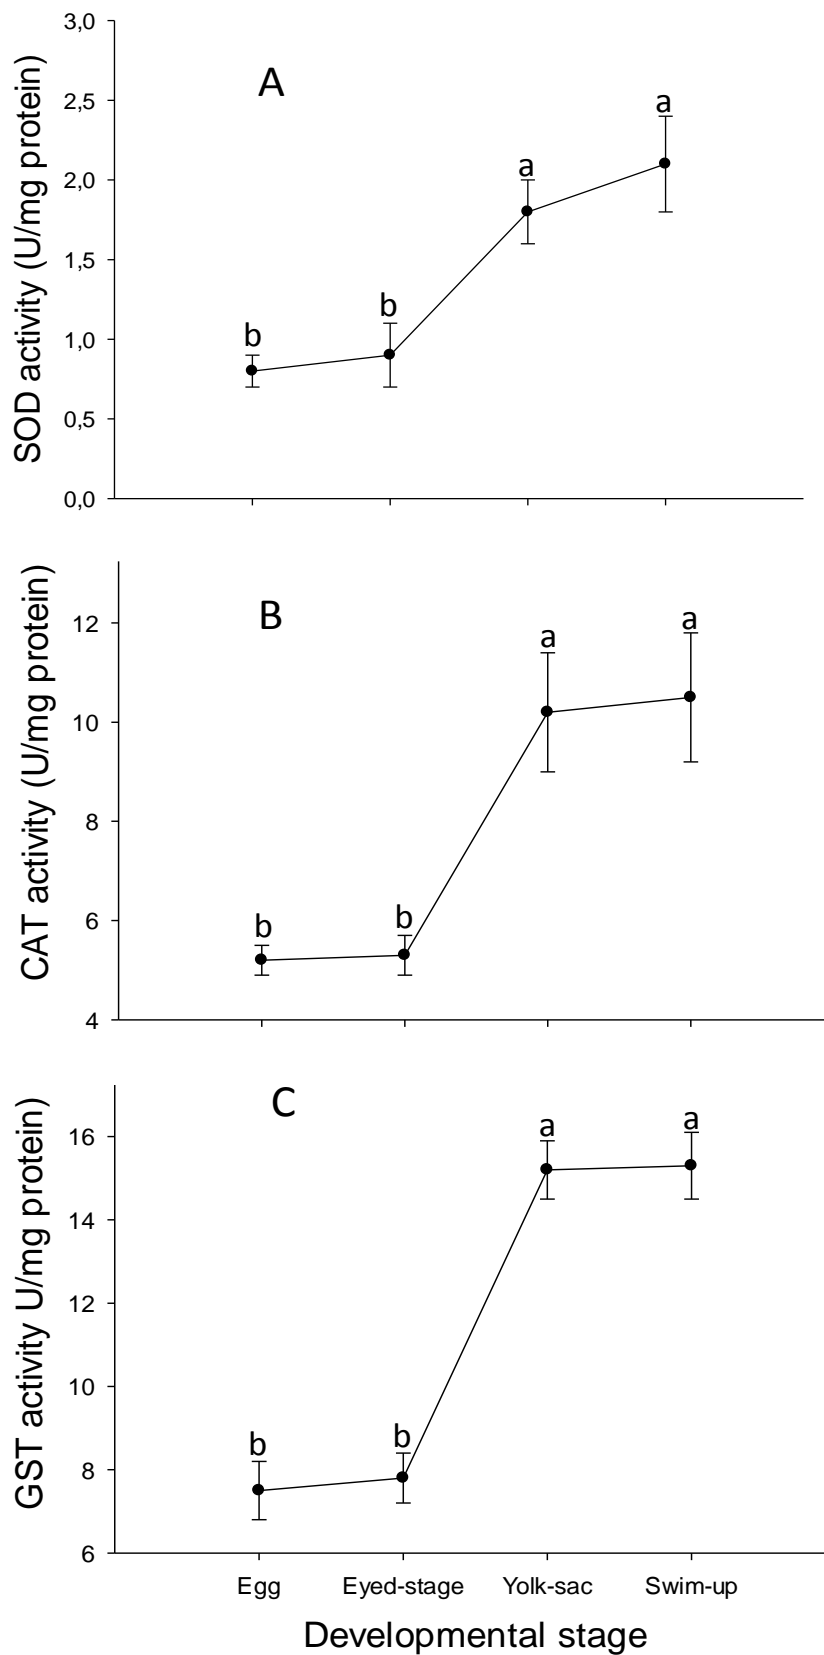 A
SOD activity (U/mg protein)
3,0
2,5
2,0
1,5
1,0
0,5
0,0
b
b
a
a
B
CAT activity (U/mg protein)
12
10
8
6
4
b
b
a
a
C
GST activity U/mg protein)
16
14
12
10
8
6
b
b
a
a
Egg
Eyed-stage
Yolk-sac
Swim-up
Developmental stage